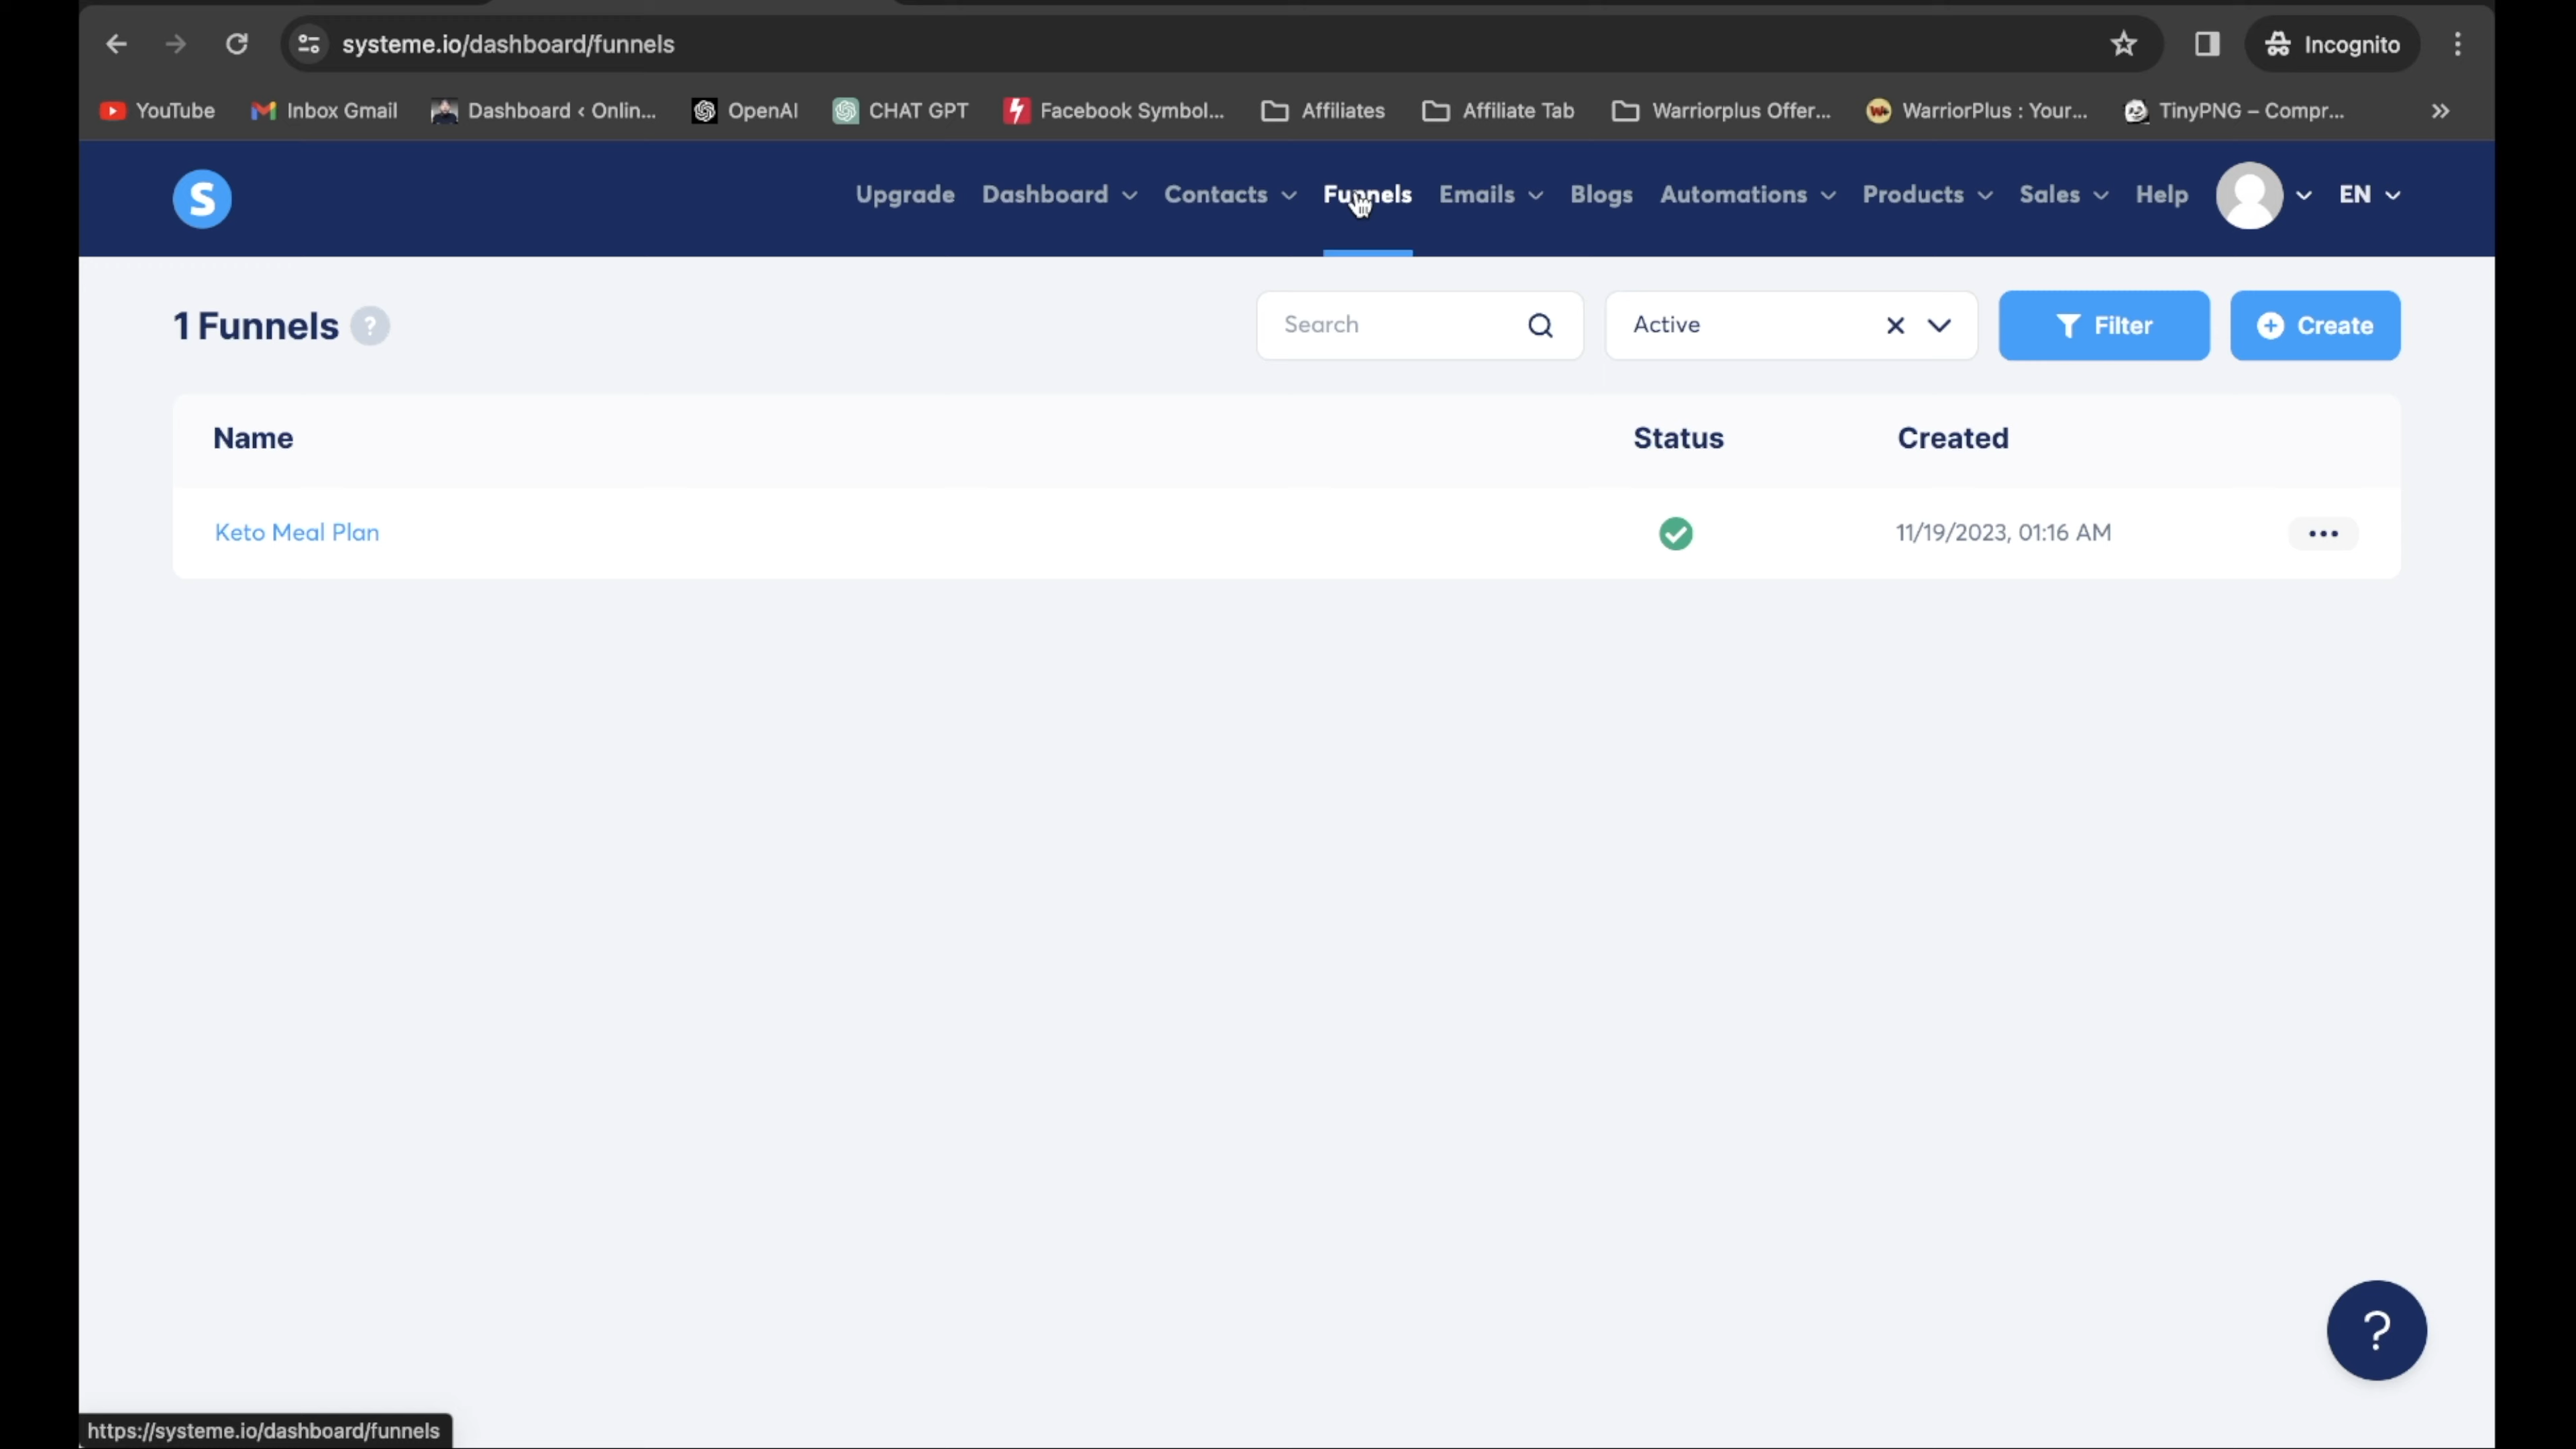 systeme.io/dashboard/funnels Incognito
YouTube Inbox Gmail Dashboard ‹ Onlin... OpenAI CHAT GPT Facebook Symbol... Affiliates Affiliate Tab Warriorplus Offer... WarriorPlus : Your... TinyPNG – Compr... »
S Upgrade Dashboard Contacts Funnels Emails Blogs Automations Products Sales Help EN
1 Funnels ? Search Active Filter Create
Name Status Created
Keto Meal Plan 11/19/2023, 01:16 AM
?
https://systeme.io/dashboard/funnels